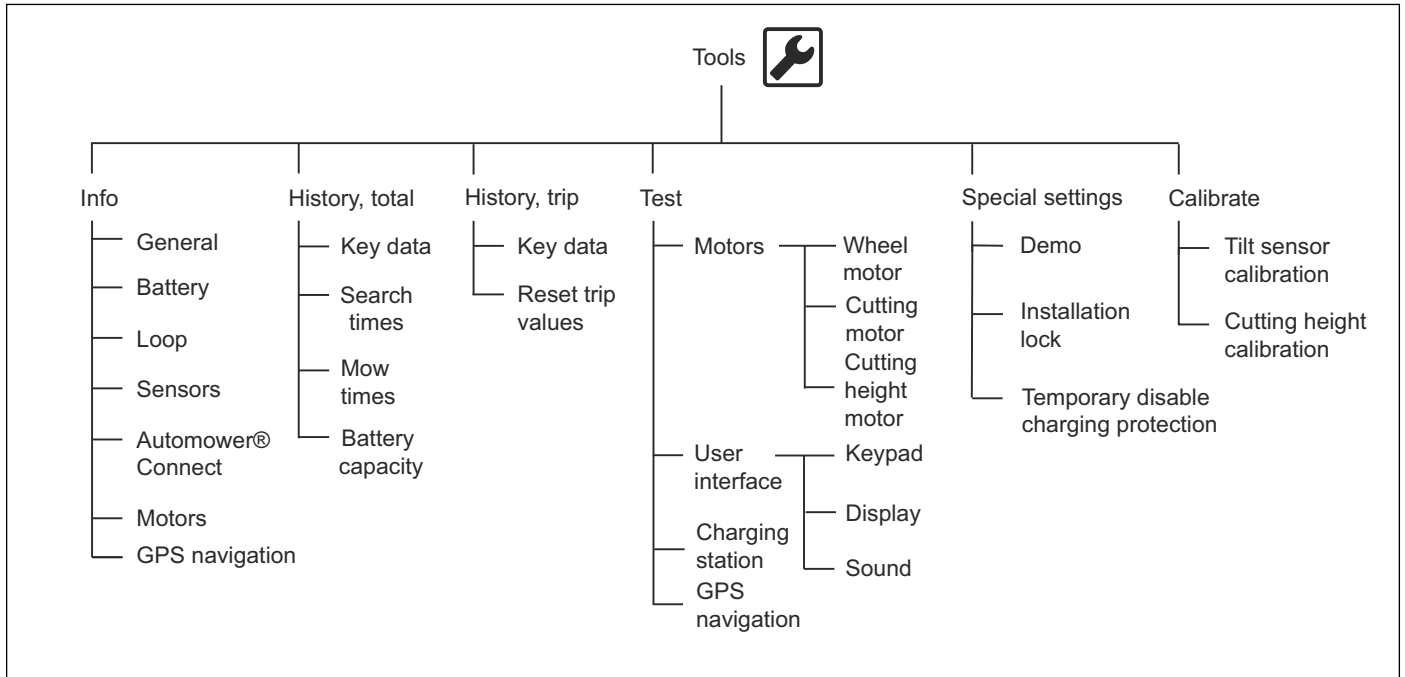 Tools
Info
General
Battery
Loop
Sensors
Automower®
Connect
Motors
GPS navigation
History, total
Key data
Search
times
Mow
times
Battery
capacity
History, trip
Key data
Reset trip
values
Test
Motors
Wheel
motor
Cutting
motor
Cutting
height
motor
User
interface
Keypad
Display
Sound
Charging
station
GPS
navigation
Special settings
Demo
Installation
lock
Temporary disable
charging protection
Calibrate
Tilt sensor
calibration
Cutting height
calibration